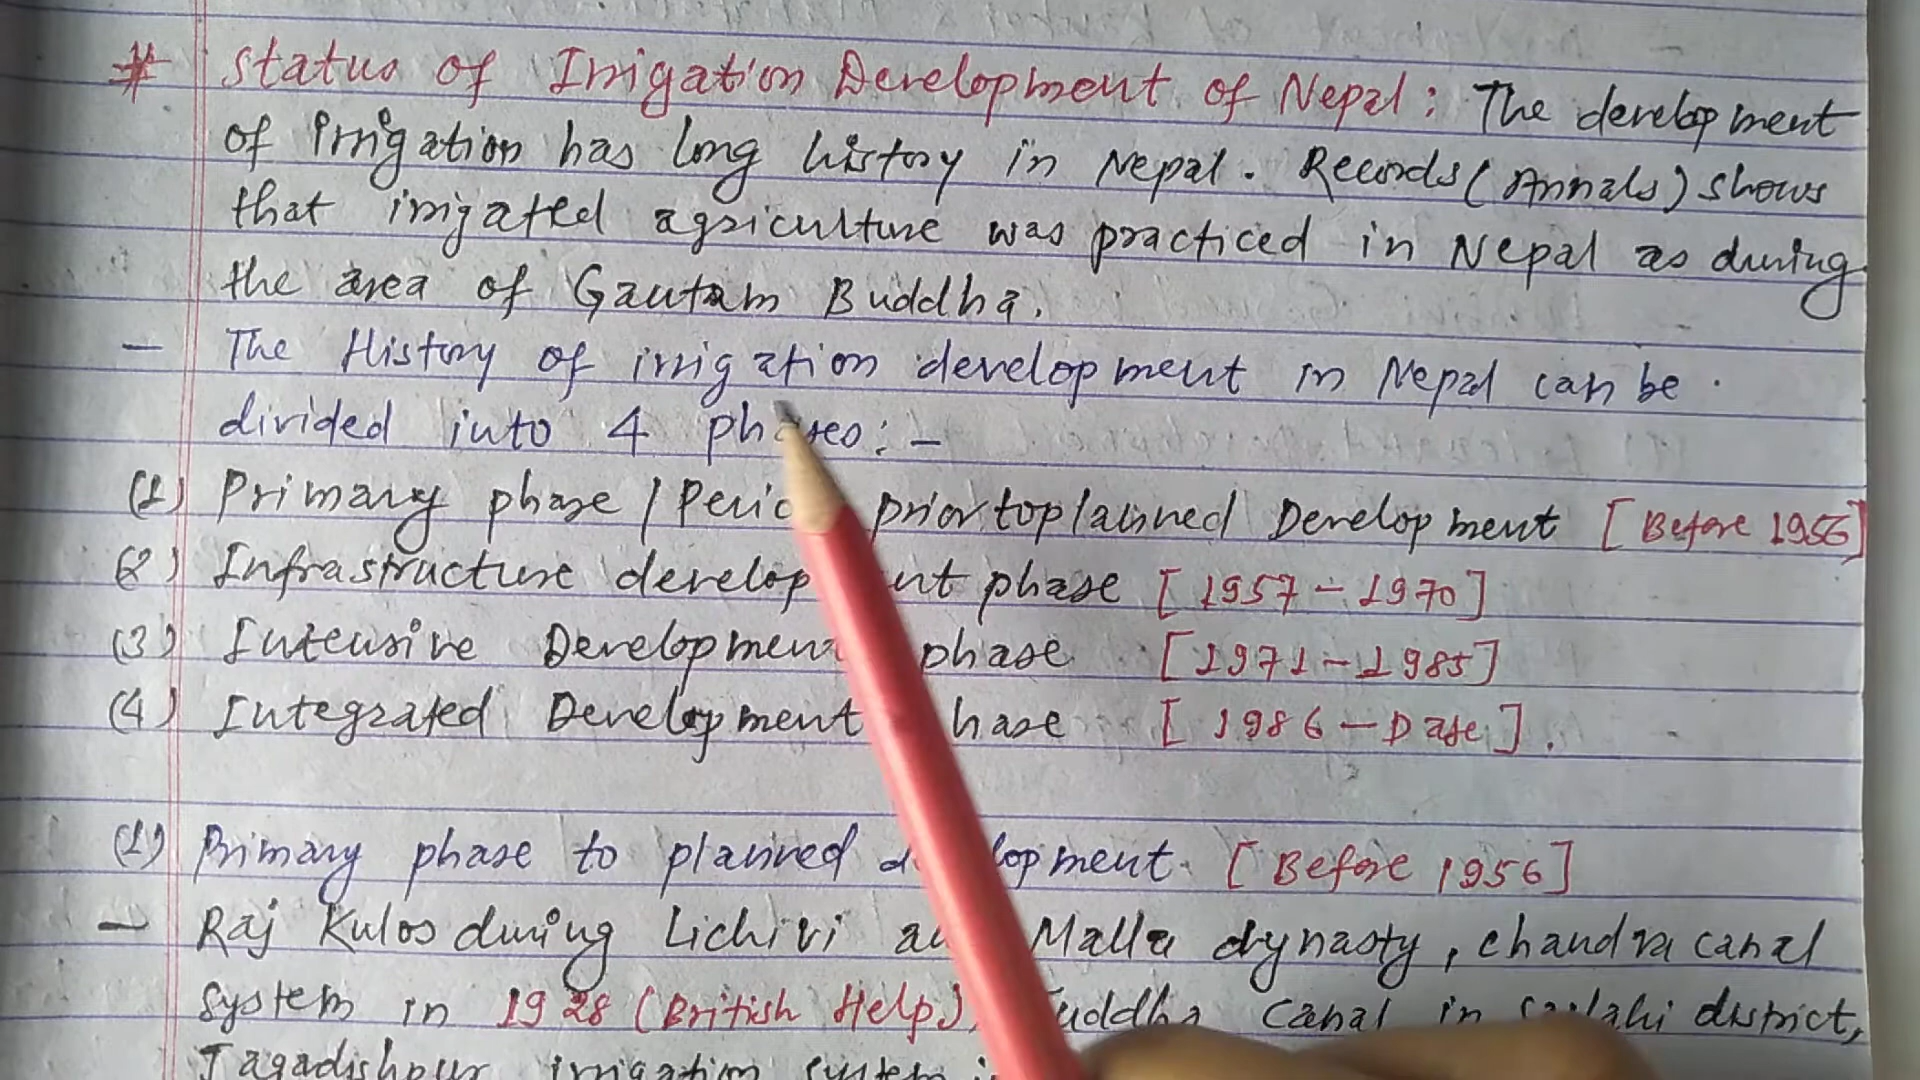 # Status of Irrigation Development of Nepal: The development
of irrigation has long history in Nepal. Records (Annals) shows
that irrigated agriculture was practiced in Nepal as during
the area of Gautam Buddha.
- The History of irrigation development in Nepal can be
divided into 4 phases:-
(1) Primary phase / prior to planned Development [Before 1956]
(2) Infrastructure development phase [1957-1970]
(3) Intensive Development phase [1971-1985]
(4) Integrated Development phase [1986-Date].
(1) Primary phase to planned development. [Before 1956]
- Raj Kulos during Lichivi Malla dynasty, chandra canal
system in 1928 (British Help), Canal in district,
Jagadishpur irrigation system